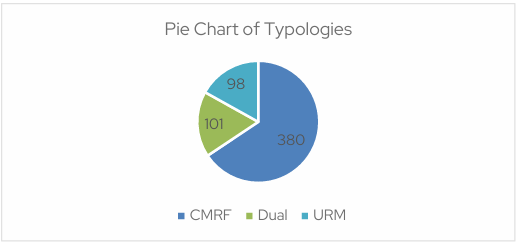 Pie Chart of Typologies
98
101
380
CMRF Dual URM